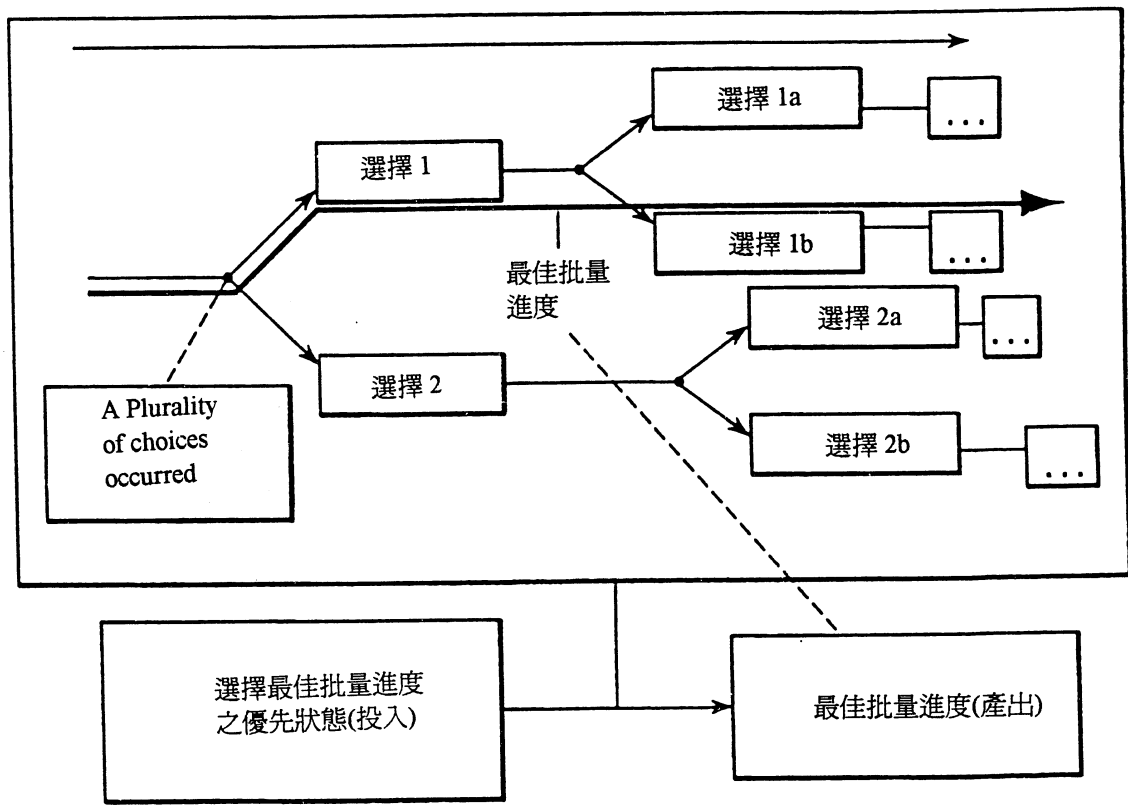 選擇 1a
...
選擇 1
選擇 1b
...
最佳批量
進度
選擇 2a
...
選擇 2
A Plurality
of choices
occurred
選擇 2b
...
選擇最佳批量進度
之優先狀態(投入)
最佳批量進度(產出)